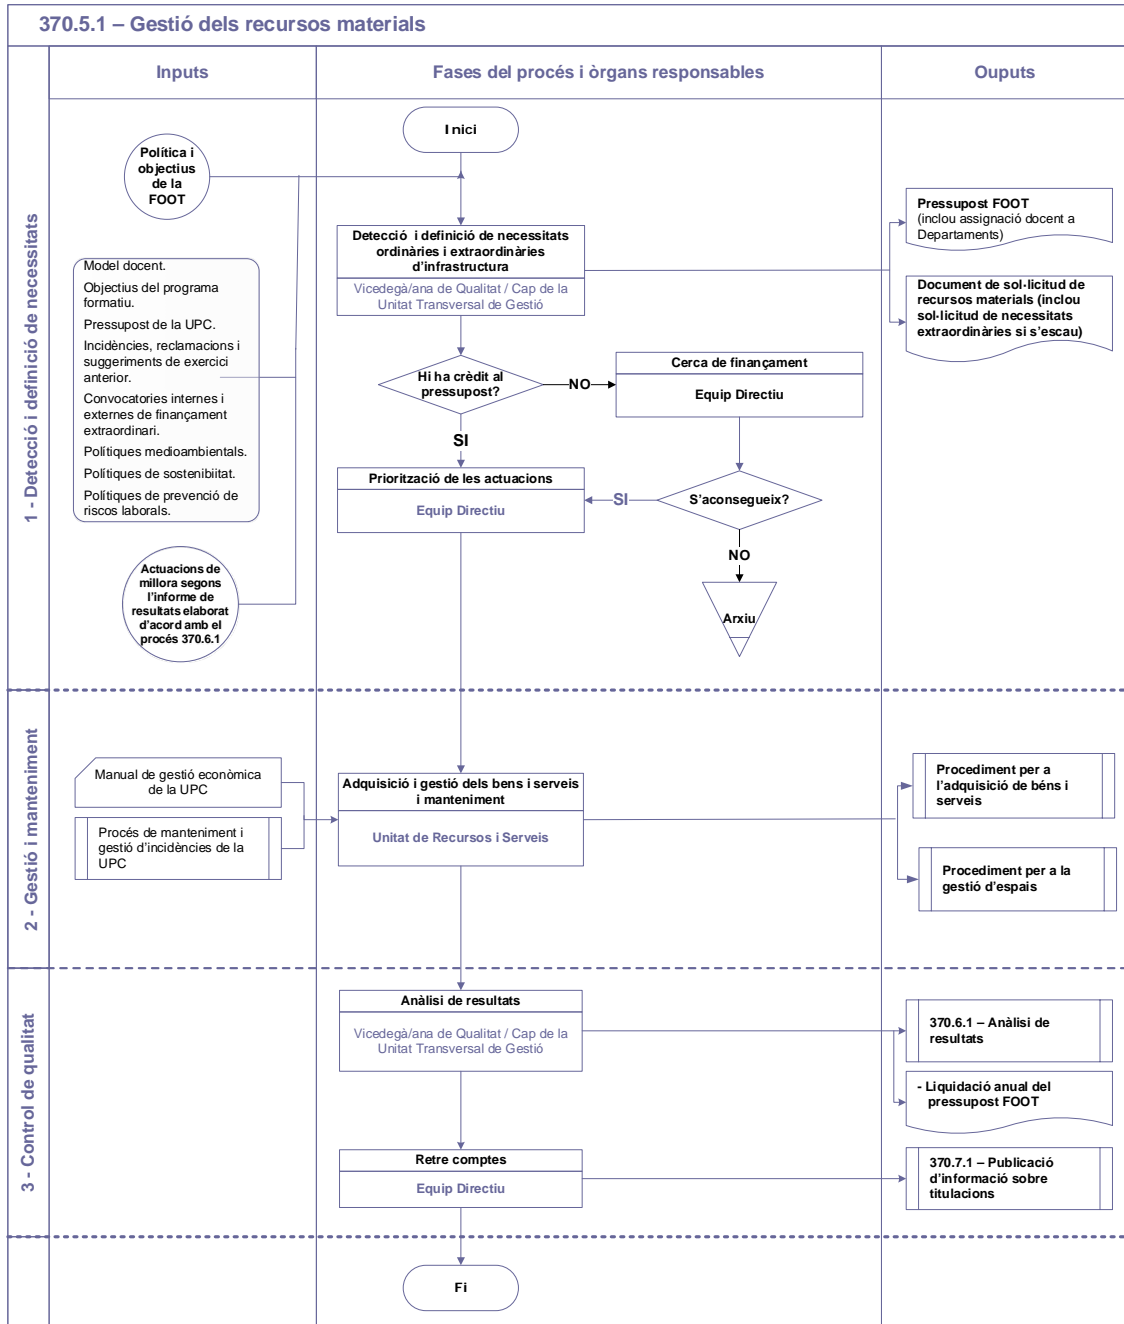 370.5.1 – Gestió dels recursos materials
Inputs
Fases del procés i òrgans responsables
Ouputs
1 - Detecció i definició de necessitats
Inici
Política i
objectius
de la
FOOT
Detecció i definició de necessitats
ordinàries i extraordinàries
d'infrastructura
Vicedegà/ana de Qualitat / Cap de la
Unitat Transversal de Gestió
Pressupost FOOT
(inclou assignació docent a
Departaments)
Document de sol·licitud de
recursos materials (inclou
sol·licitud de necessitats
extraordinàries si s'escau)
Model docent.
Objectius del programa
formatiu.
Pressupost de la UPC.
Incidències, reclamacions i
suggeriments de exercici
anterior.
Convocatories internes i
externes de finançament
extraordinari.
Polítiques medioambientals.
Polítiques de sostenibiitat.
Polítiques de prevenció de
riscos laborals.
Hi ha crèdit al
pressupost?
NO
Cerca de finançament
Equip Directiu
SI
Priorització de les actuacions
Equip Directiu
SI
S'aconsegueix?
NO
Arxiu
Actuacions de
millora segons
l'informe de
resultats elaborat
d'acord amb el
procés 370.6.1
2 - Gestió i manteniment
Manual de gestió econòmica
de la UPC
Procés de manteniment i
gestió d'incidències de la
UPC
Adquisició i gestió dels bens i serveis
i manteniment
Unitat de Recursos i Serveis
Procediment per a
l'adquisició de béns i
serveis
Procediment per a la
gestió d'espais
3 - Control de qualitat
Anàlisi de resultats
Vicedegà/ana de Qualitat / Cap de la
Unitat Transversal de Gestió
370.6.1 – Anàlisi de
resultats
- Liquidació anual del
pressupost FOOT
Retre comptes
Equip Directiu
370.7.1 – Publicació
d'informació sobre
titulacions
Fi